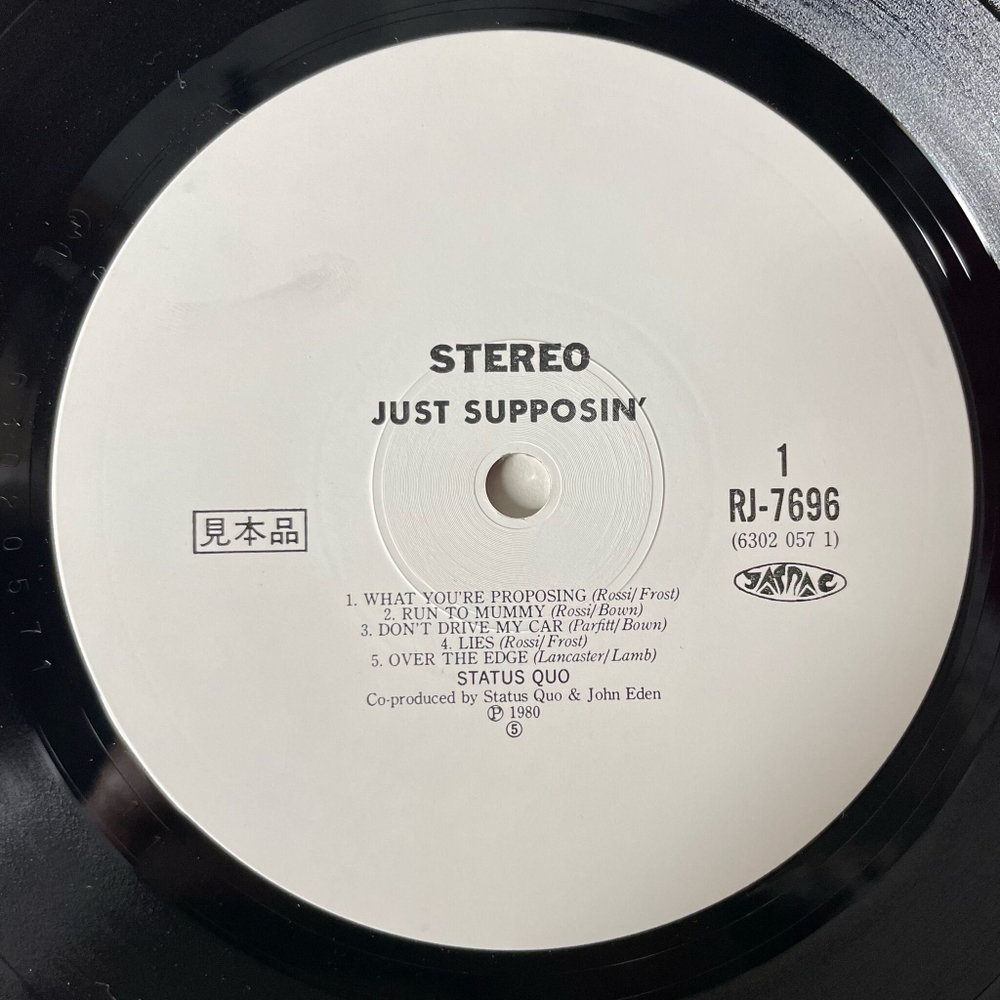 STEREO
JUST SUPPOSIN'
1
RJ-7696
(6302 057 1)
JASRAC
見本品
1. WHAT YOU'RE PROPOSING (Rossi/Frost)
2. RUN TO MUMMY (Rossi/Bown)
3. DON'T DRIVE MY CAR (Parfitt/Bown)
4. LIES (Rossi/Frost)
5. OVER THE EDGE (Lancaster/Lamb)
STATUS QUO
Co-produced by Status Quo & John Eden
Ⓟ 1980
⑤